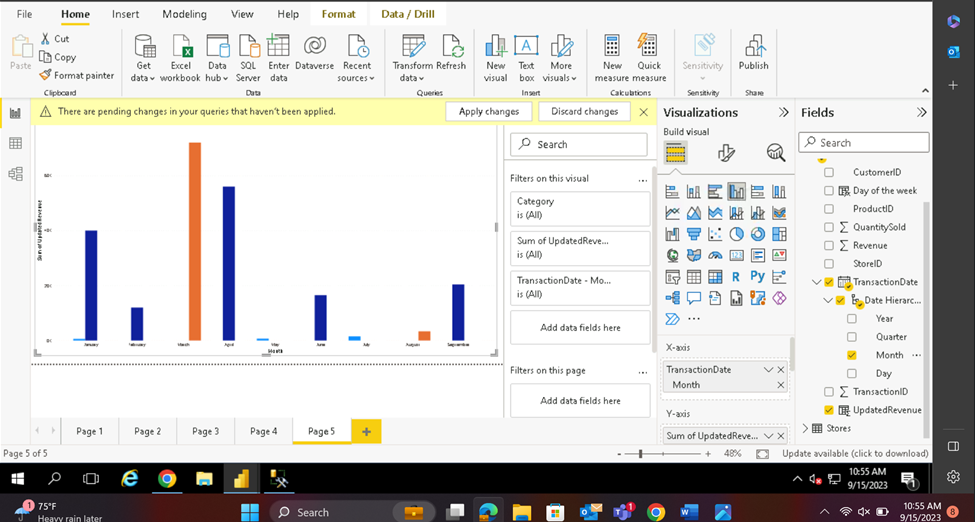 File Home Insert Modeling View Help Format Data / Drill
Cut
Copy
Format painter
Paste
Get data
Excel workbook
Data hub
SQL Server
Enter data
Dataverse
Recent sources
Transform data
Refresh
New visual
Text box
More visuals
New measure
Quick measure
Sensitivity
Publish
Clipboard Data Queries Insert Calculations Sensitivity Share
There are pending changes in your queries that haven't been applied. Apply changes Discard changes
Sum of UpdatedRevenue
40K
20K
0K
January February March April May June July August September
Month
Search
Filters on this visual ...
Category
is (All)
Sum of UpdatedReve...
is (All)
TransactionDate - Mo...
is (All)
Add data fields here
Filters on this page ...
Add data fields here
Visualizations
Build visual
R Py
...
X-axis
TransactionDate
Month
Y-axis
Sum of UpdatedReve...
Fields
Search
CustomerID
Day of the week
ProductID
QuantitySold
Revenue
StoreID
TransactionDate
Date Hierarc...
Year
Quarter
Month ...
Day
TransactionID
UpdatedRevenue
Stores
Page 1 Page 2 Page 3 Page 4 Page 5 +
Page 5 of 5 - + 48% Update available (click to download)
10:55 AM
9/15/2023
1
1
75°F
Heavy rain later
Search
1
10:55 AM
9/15/2023
8